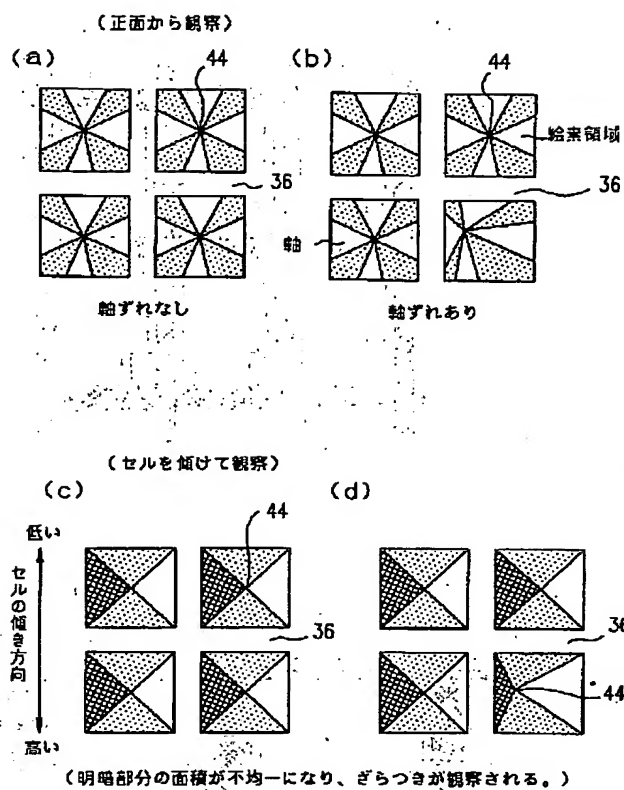 (正面から観察)
(a)
44
36
軸ずれなし
(b)
44
絵素領域
36
軸
軸ずれあり
(セルを傾けて観察)
(c)
44
低い
セルの傾き方向
高い
36
(d)
36
44
(明暗部分の面積が不均一になり、ざらつきが観察される。)